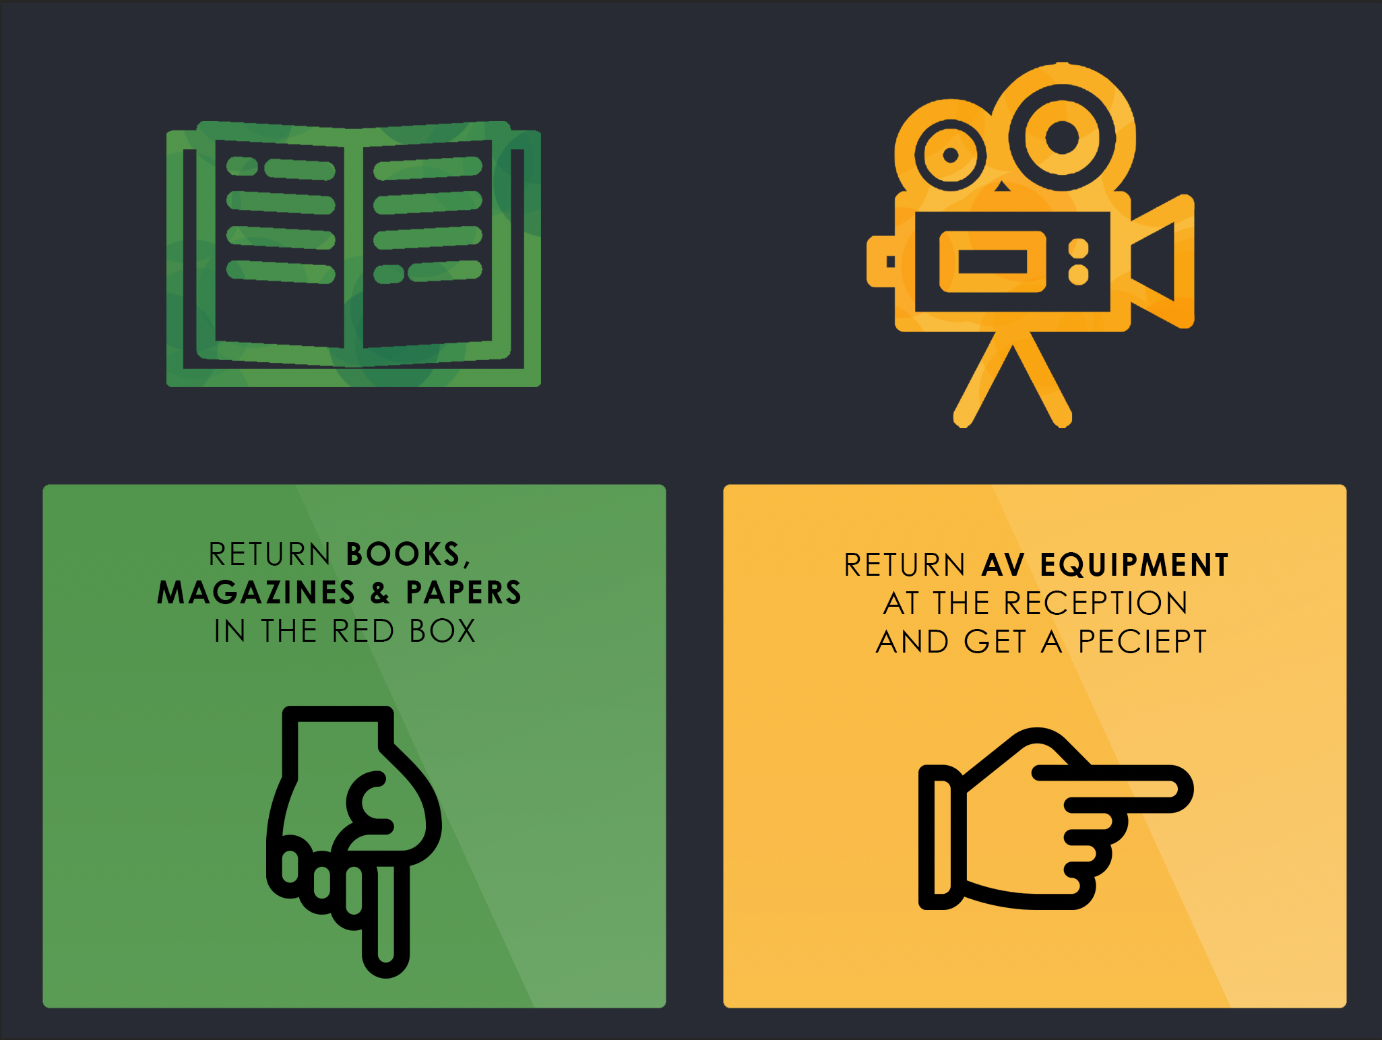 RETURN BOOKS,
MAGAZINES & PAPERS
IN THE RED BOX
RETURN AV EQUIPMENT
AT THE RECEPTION
AND GET A PECIEPT